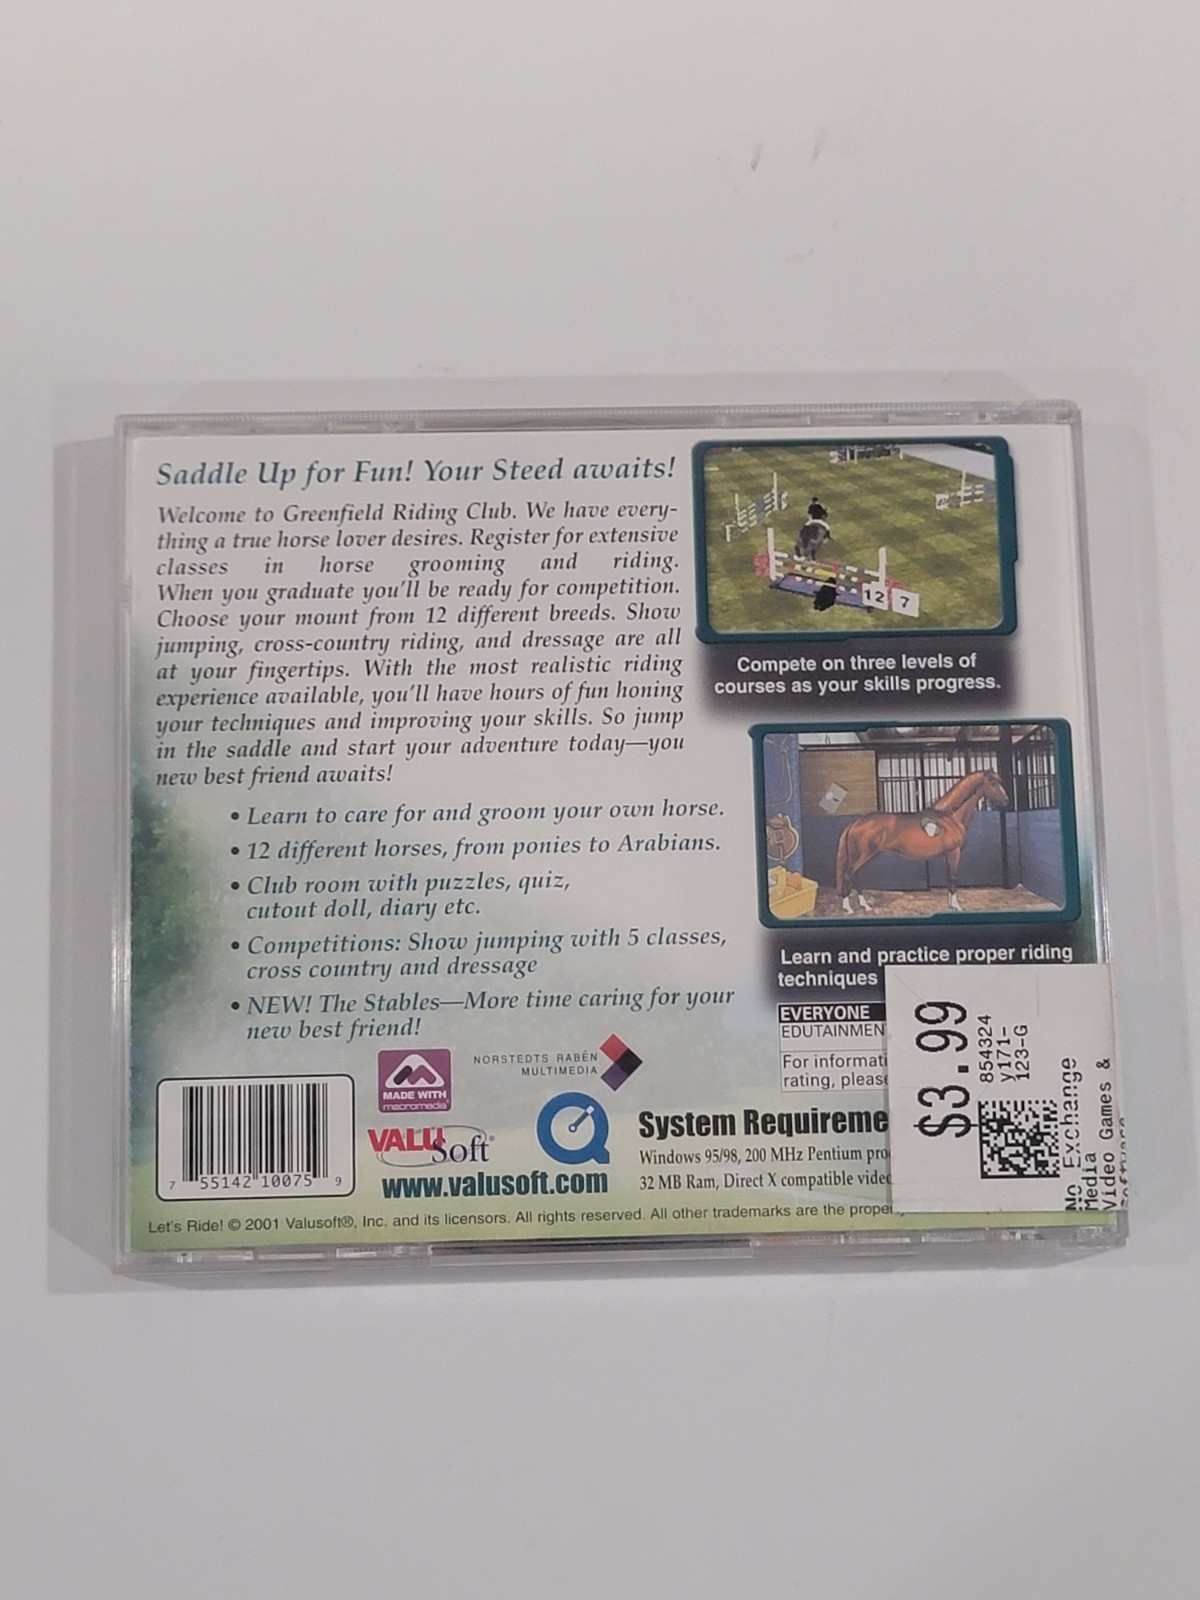 Saddle Up for Fun! Your Steed awaits!
Welcome to Greenfield Riding Club. We have every-
thing a true horse lover desires. Register for extensive
classes in horse grooming and riding.
When you graduate you'll be ready for competition.
Choose your mount from 12 different breeds. Show
jumping, cross-country riding, and dressage are all
at your fingertips. With the most realistic riding
experience available, you'll have hours of fun honing
your techniques and improving your skills. So jump
in the saddle and start your adventure today—you
new best friend awaits!
• Learn to care for and groom your own horse.
• 12 different horses, from ponies to Arabians.
• Club room with puzzles, quiz,
cutout doll, diary etc.
• Competitions: Show jumping with 5 classes,
cross country and dressage
• NEW! The Stables—More time caring for your
new best friend!
12 7
Compete on three levels of
courses as your skills progress.
Learn and practice proper riding
techniques
EVERYONE
EDUTAINMEN
For informati
rating, please
$3.99
854324
y171-
123-G
No Exchange
Media
Video Games &
Software
MADE WITH
macromedia®
NORSTEDTS RABÉN
MULTIMEDIA
VALUSoft®
www.valusoft.com
System Requireme
Windows 95/98, 200 MHz Pentium pro
32 MB Ram, Direct X compatible video
7 55142 10075 9
Let's Ride! © 2001 Valusoft®, Inc. and its licensors. All rights reserved. All other trademarks are the proper